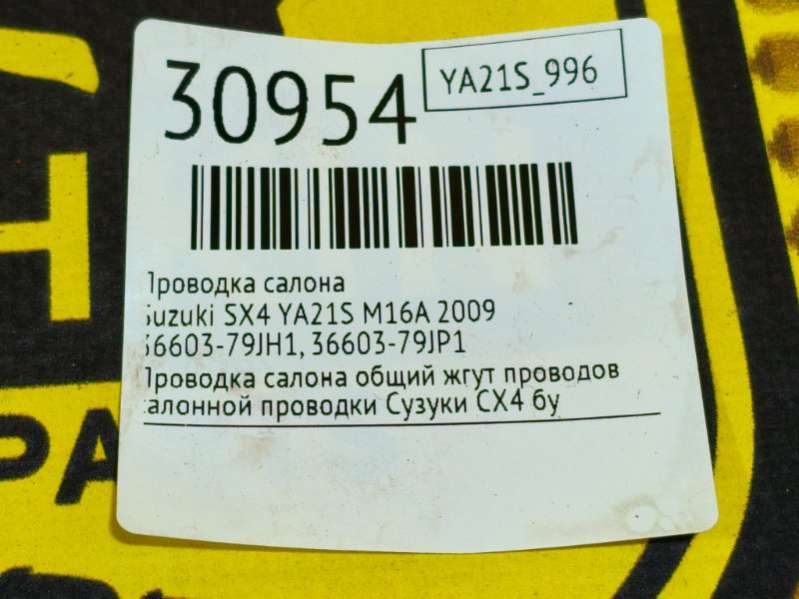 30954
YA21S_996
Проводка салона
Suzuki SX4 YA21S M16A 2009
36603-79JH1, 36603-79JP1
Проводка салона общий жгут проводов
салонной проводки Сузуки СХ4 бу